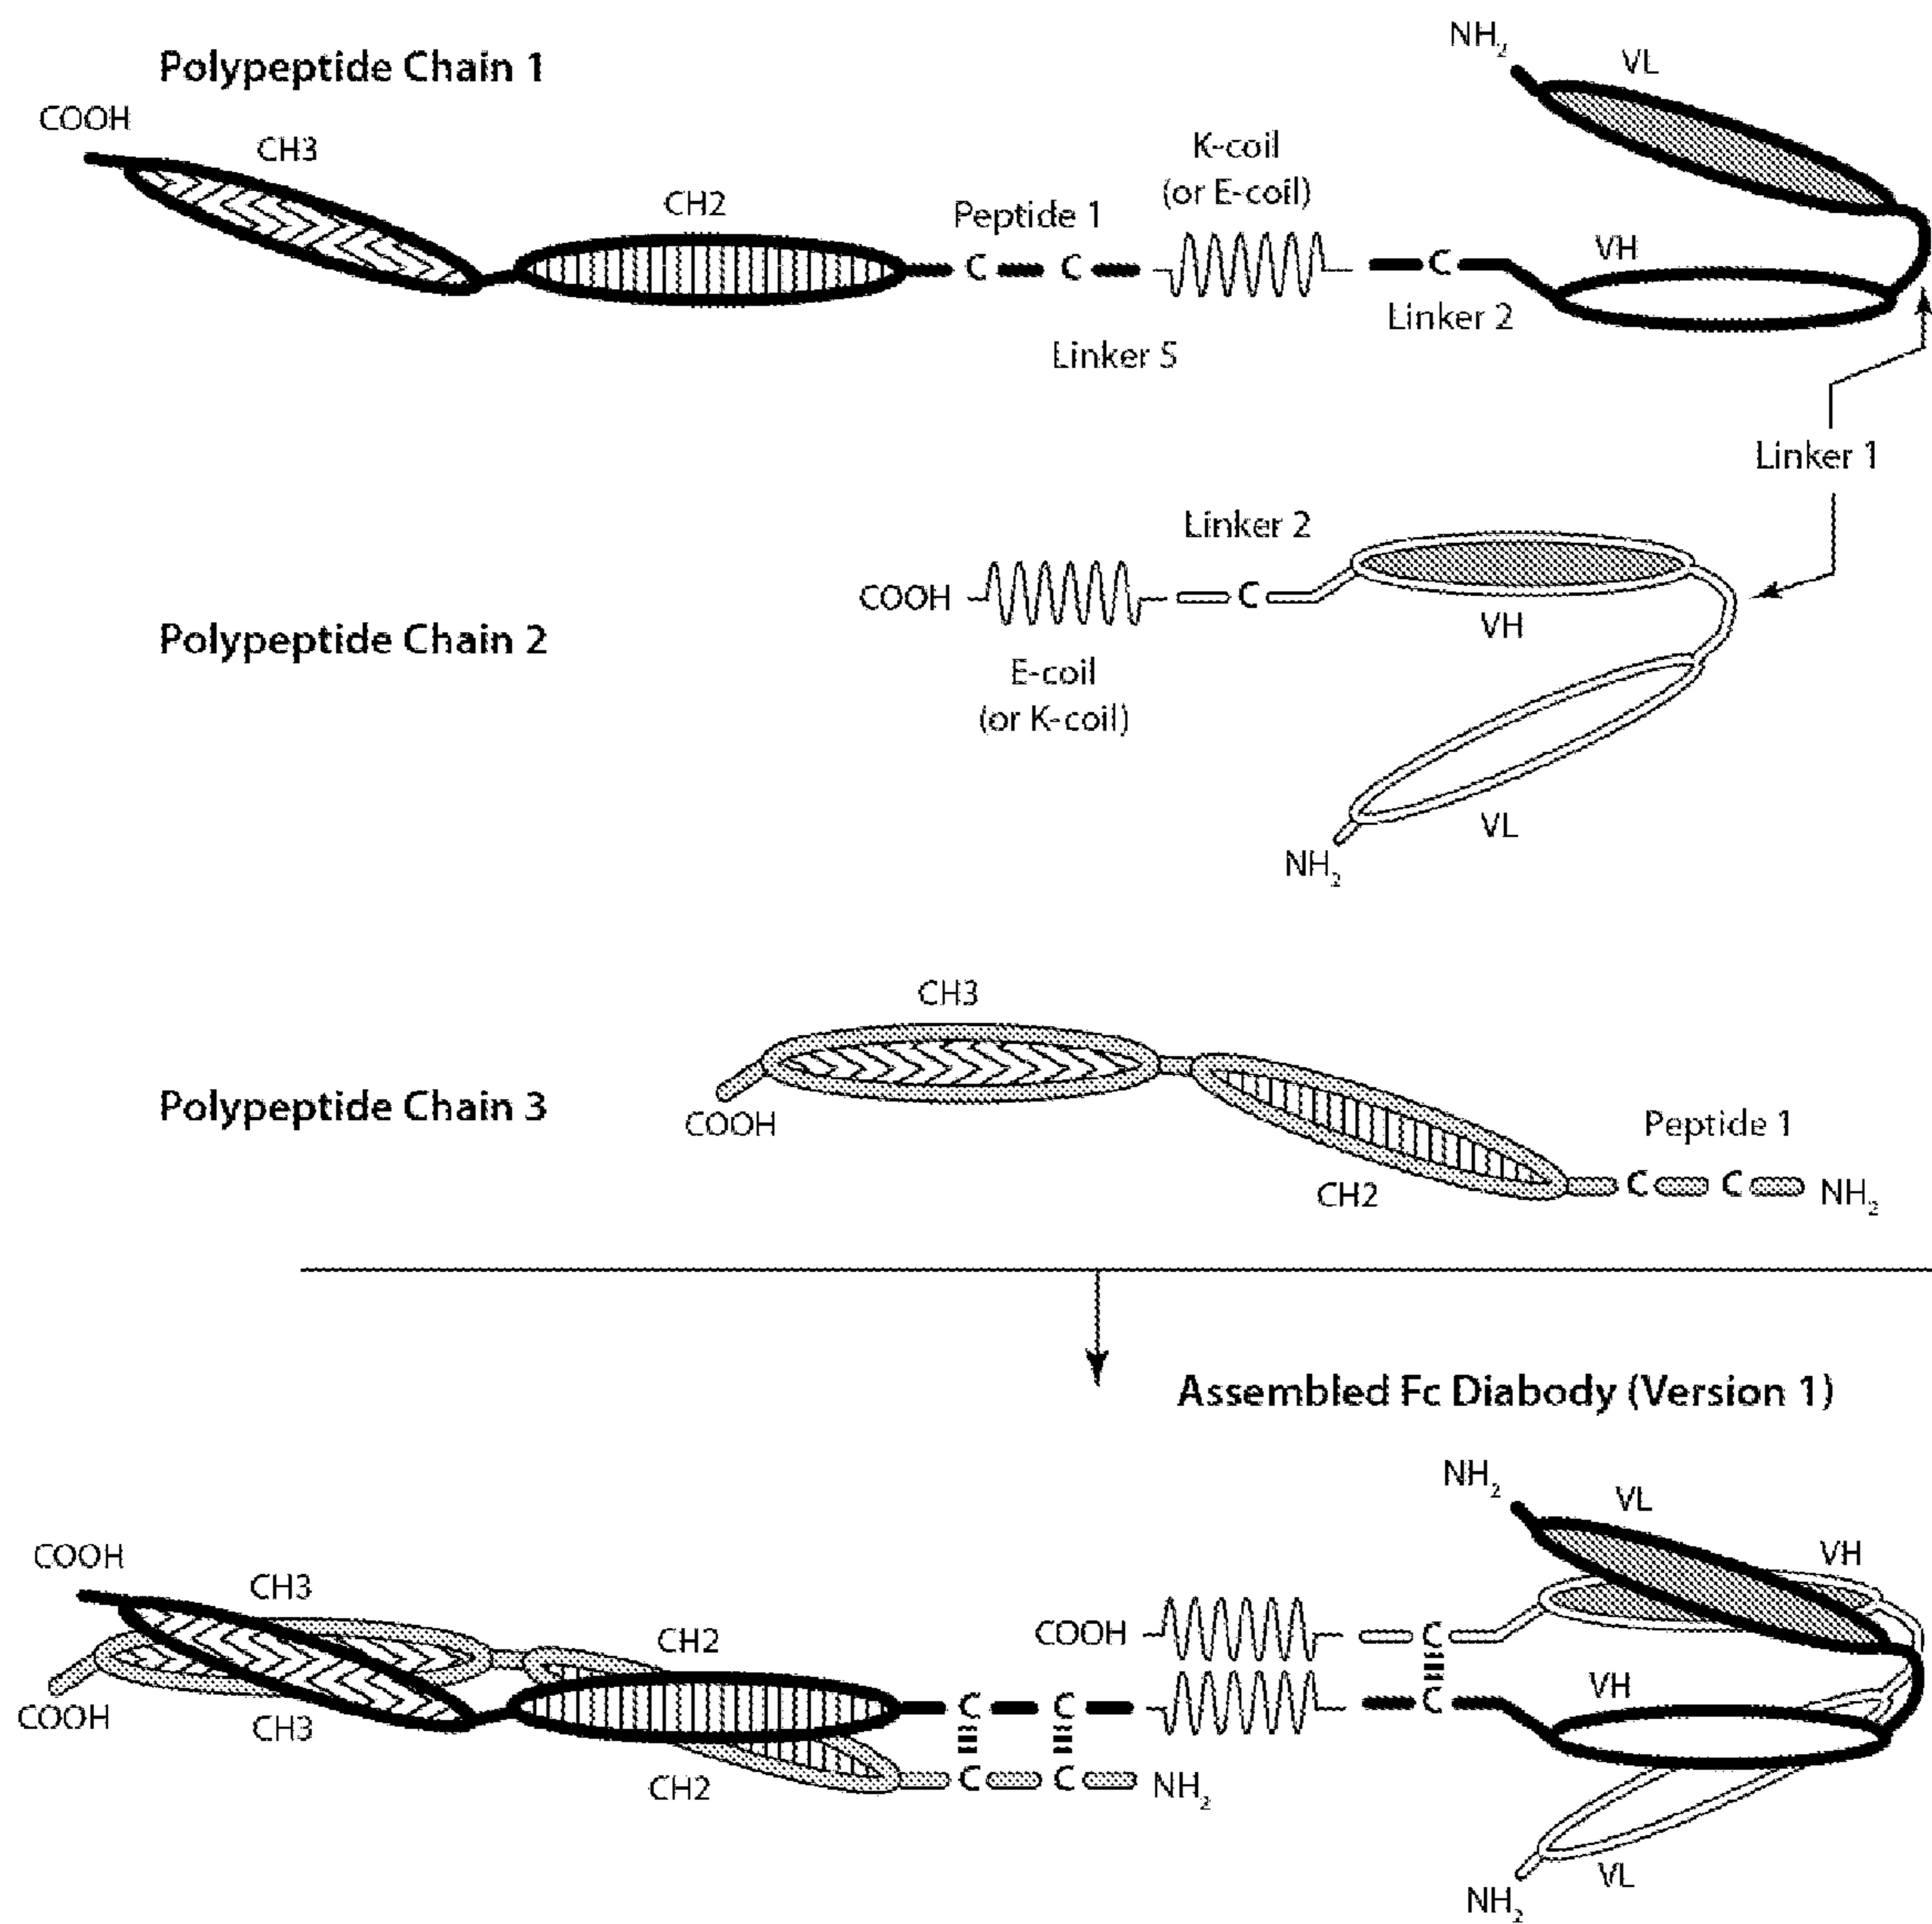 Polypeptide Chain 1
NH2
VL
COOH
CH3
CH2
Peptide 1
K-coil
(or E-coil)
VH
C
C
C
Linker 2
Linker 5
Linker 1
Polypeptide Chain 2
Linker 2
COOH
C
VH
E-coil
(or K-coil)
VL
NH2
Polypeptide Chain 3
CH3
COOH
CH2
Peptide 1
C
C
NH2
Assembled Fc Diabody (Version 1)
NH2
VL
VH
COOH
CH3
CH2
COOH
C
VH
C
C
C
COOH
CH3
CH2
C
C
NH2
VL
NH2